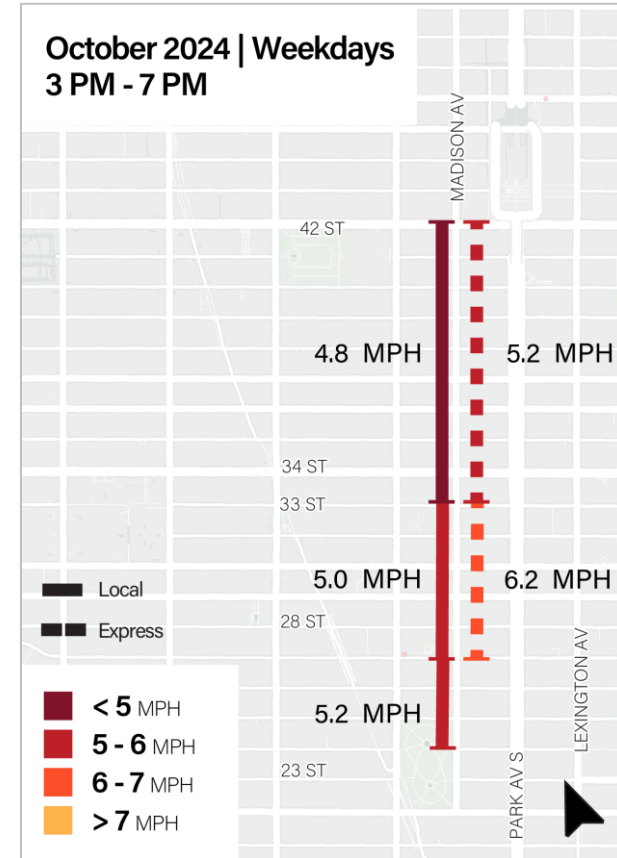 October 2024 | Weekdays
3 PM - 7 PM
MADISON AV
42 ST
4.8 MPH
5.2 MPH
34 ST
33 ST
5.0 MPH
6.2 MPH
Local
28 ST
Express
LEXINGTON AV
5.2 MPH
< 5 MPH
5 - 6 MPH
6 - 7 MPH
> 7 MPH
23 ST
PARK AV S